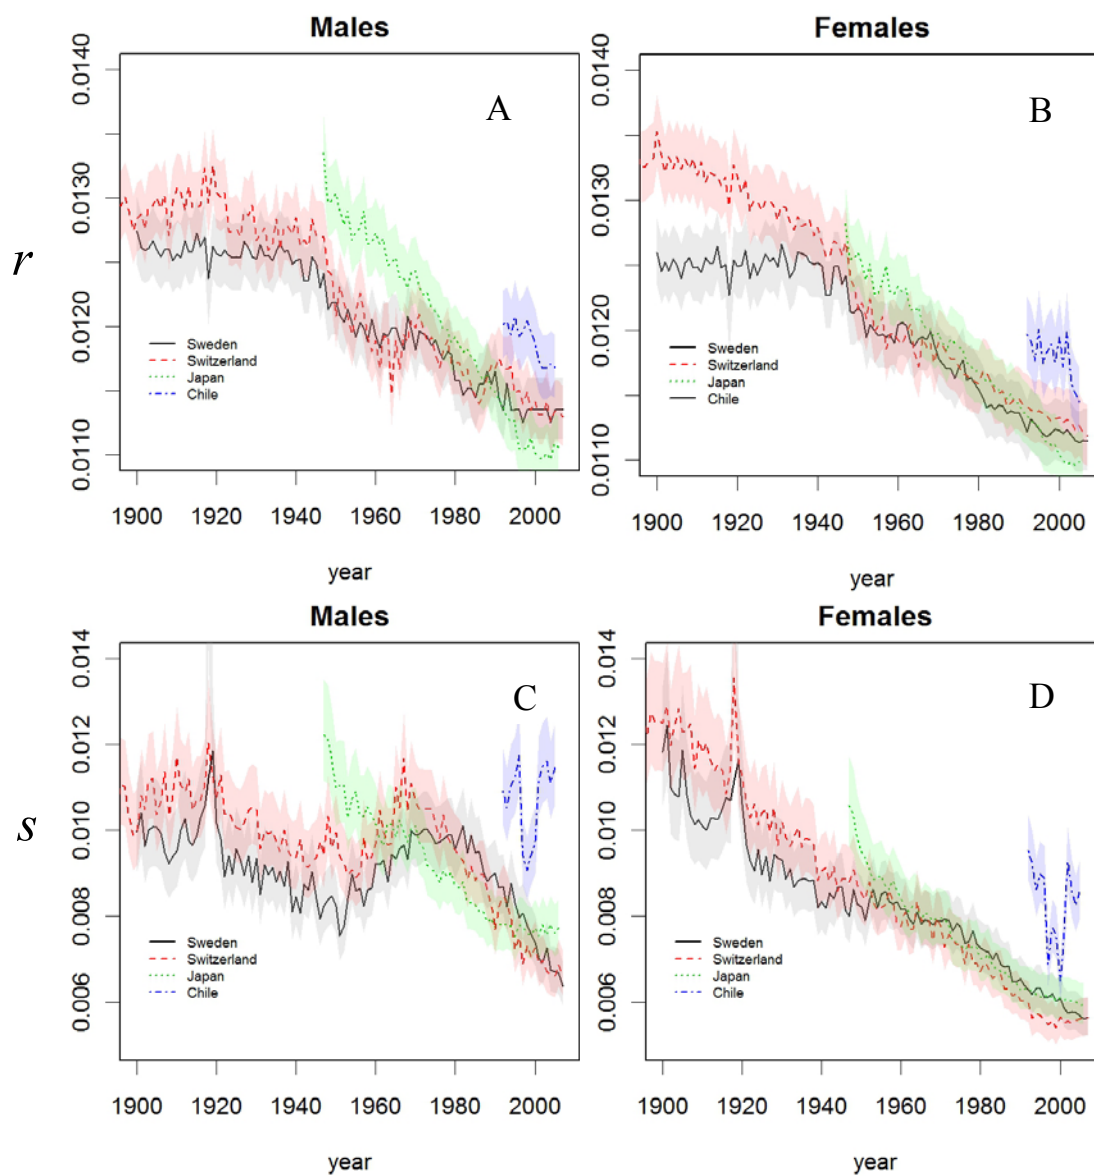 Males
Females
r
0.0110 0.0120 0.0130 0.0140
A
Sweden
Switzerland
Japan
Chile
1900 1920 1940 1960 1980 2000
year
0.0110 0.0120 0.0130 0.0140
B
Sweden
Switzerland
Japan
Chile
1900 1920 1940 1960 1980 2000
year
Males
Females
s
0.006 0.008 0.010 0.012 0.014
C
Sweden
Switzerland
Japan
Chile
1900 1920 1940 1960 1980 2000
year
0.006 0.008 0.010 0.012 0.014
D
Sweden
Switzerland
Japan
Chile
1900 1920 1940 1960 1980 2000
year